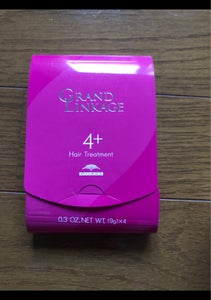 GRAND
LINKAGE
4+
Hair Treatment
0.3 OZ. NET WT. (9g)×4